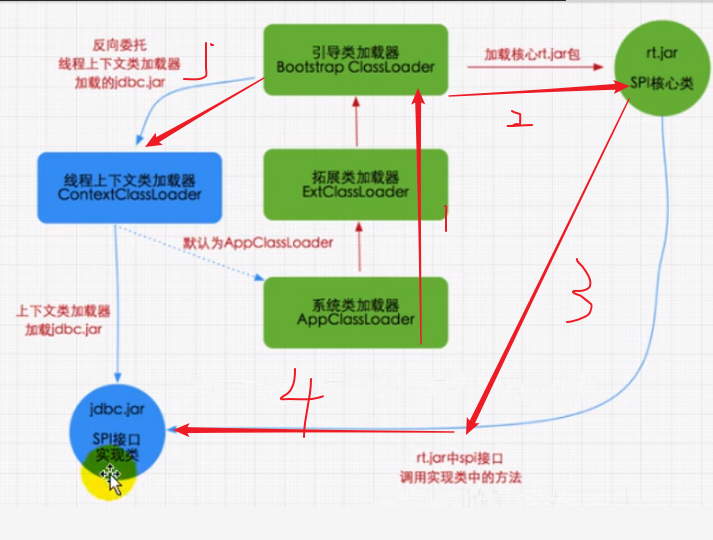 反向委托
线程上下文类加载器
加载的jdbc.jar
5
引导类加载器
Bootstrap ClassLoader
加载核心rt.jar包
2
rt.jar
SPI核心类
线程上下文类加载器
ContextClassLoader
拓展类加载器
ExtClassLoader
1
默认为AppClassLoader
3
上下文类加载器
加载jdbc.jar
系统类加载器
AppClassLoader
4
jdbc.jar
SPI接口
实现类
rt.jar中spi接口
调用实现类中的方法